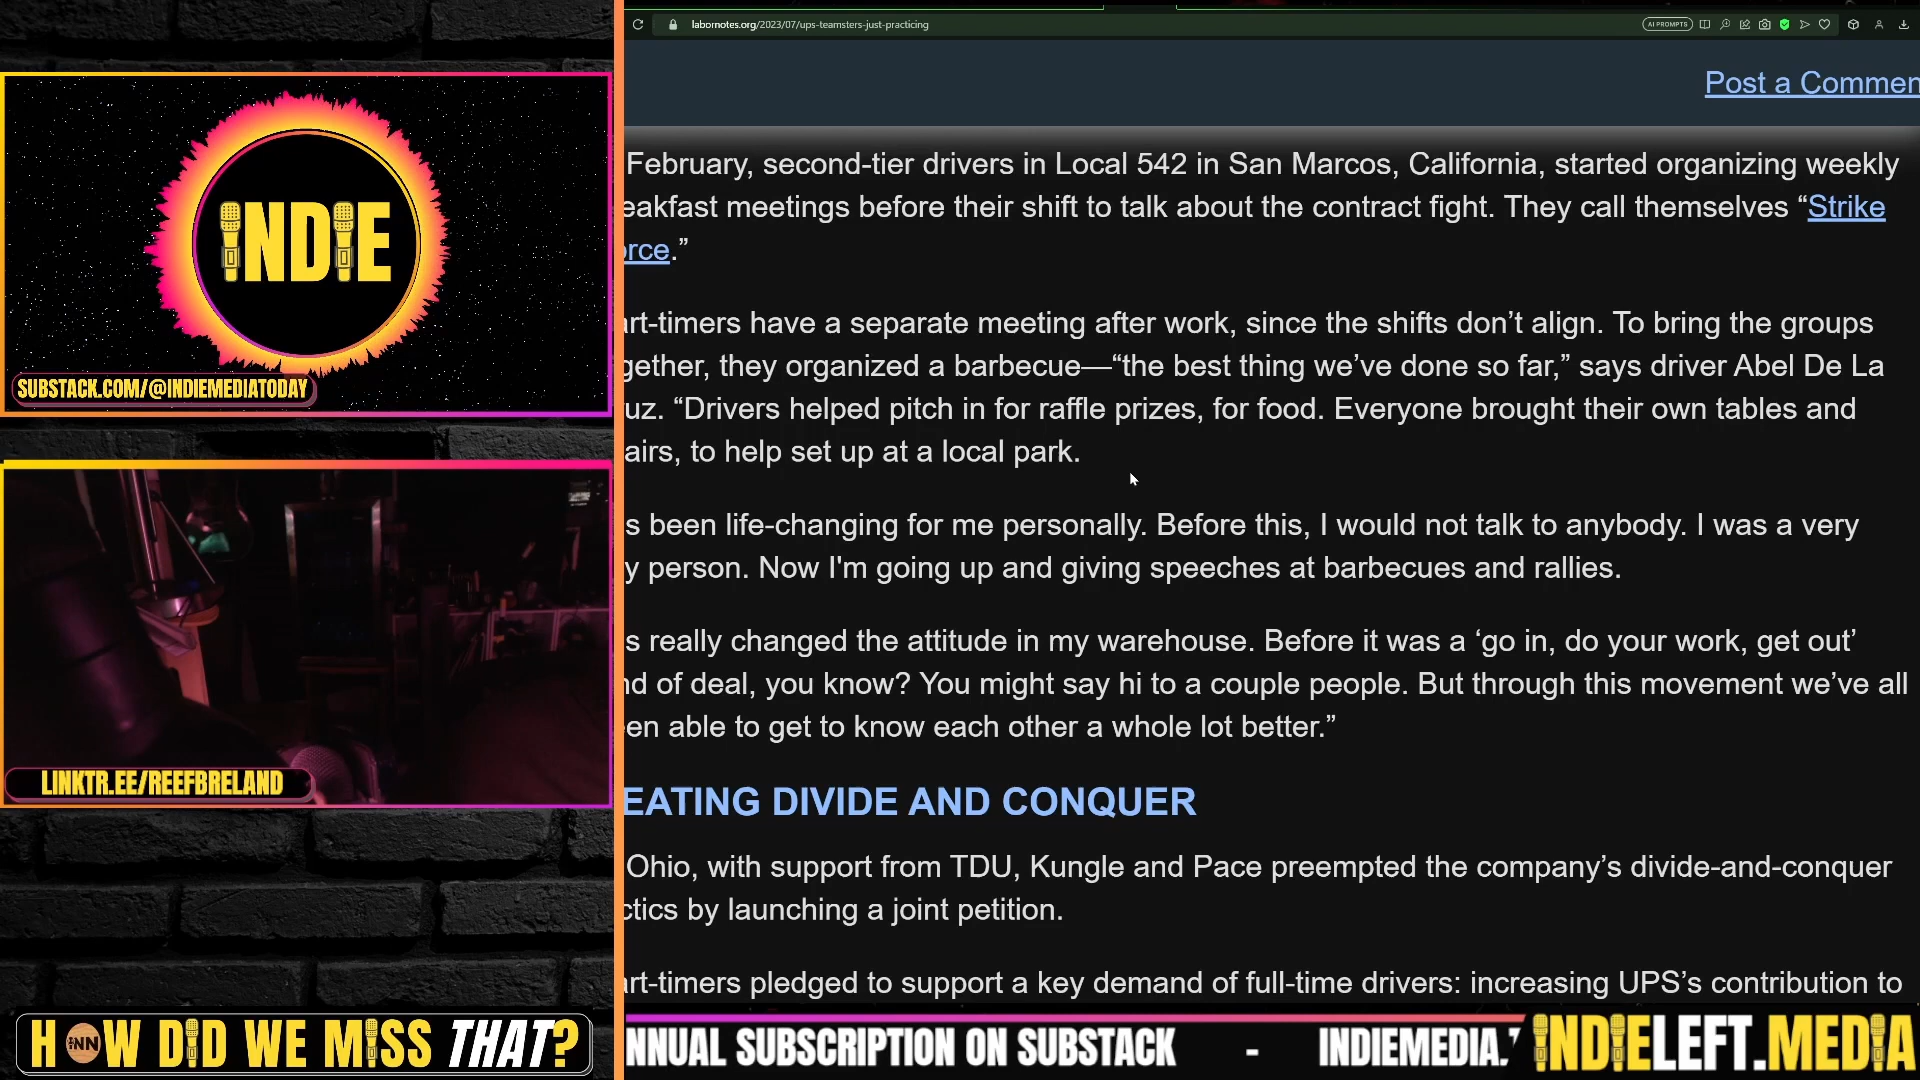 labornotes.org/2023/07/ups-teamsters-just-practicing
AI PROMPTS
Post a Commen
INDIE
SUBSTACK.COM/@INDIEMEDIATODAY
February, second-tier drivers in Local 542 in San Marcos, California, started organizing weekly
eakfast meetings before their shift to talk about the contract fight. They call themselves “Strike
orce.”
art-timers have a separate meeting after work, since the shifts don’t align. To bring the groups
gether, they organized a barbecue—“the best thing we’ve done so far,” says driver Abel De La
uz. “Drivers helped pitch in for raffle prizes, for food. Everyone brought their own tables and
airs, to help set up at a local park.
s been life-changing for me personally. Before this, I would not talk to anybody. I was a very
y person. Now I'm going up and giving speeches at barbecues and rallies.
s really changed the attitude in my warehouse. Before it was a ‘go in, do your work, get out’
nd of deal, you know? You might say hi to a couple people. But through this movement we’ve all
een able to get to know each other a whole lot better.”
EATING DIVIDE AND CONQUER
Ohio, with support from TDU, Kungle and Pace preempted the company’s divide-and-conquer
ctics by launching a joint petition.
art-timers pledged to support a key demand of full-time drivers: increasing UPS’s contribution to
LINKTR.EE/REEFBRELAND
HOW DID WE MISS THAT?
INN
NNUAL SUBSCRIPTION ON SUBSTACK - INDIEMEDIA.
INDIELEFT.MEDIA